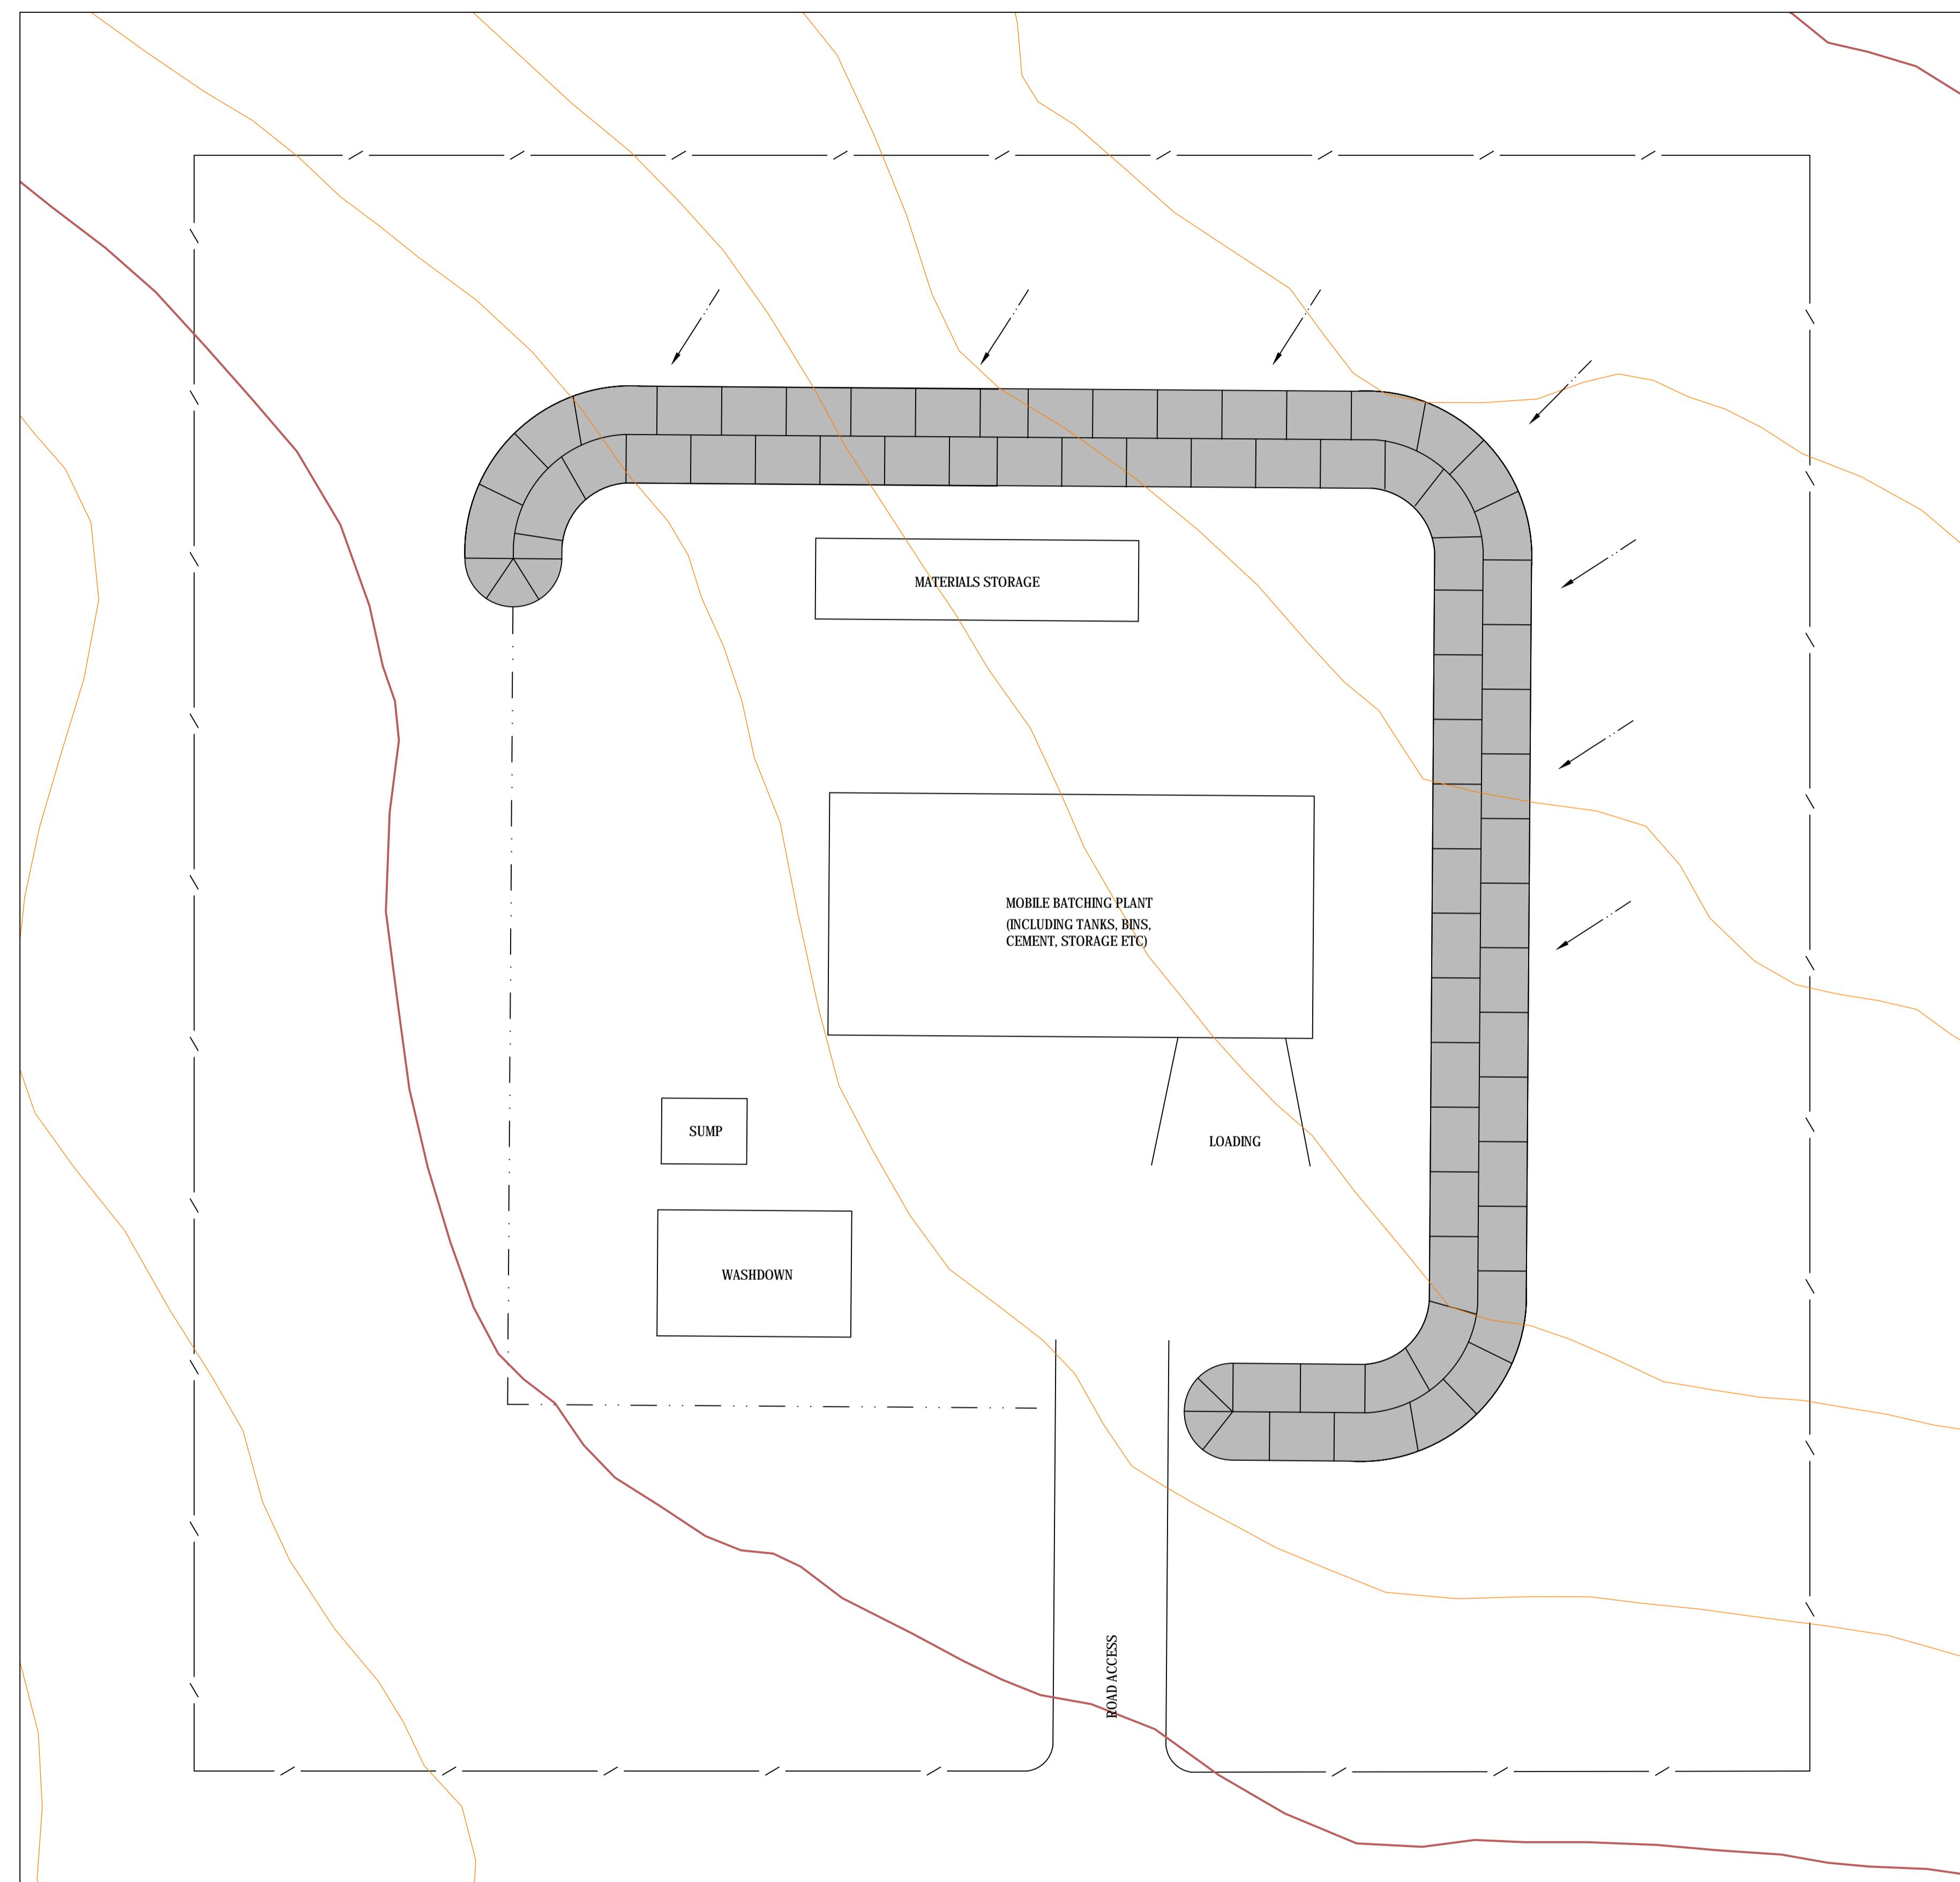 MATERIALS STORAGE
MOBILE BATCHING PLANT
(INCLUDING TANKS, BINS,
CEMENT, STORAGE ETC)
SUMP
LOADING
WASHDOWN
ROAD ACCESS